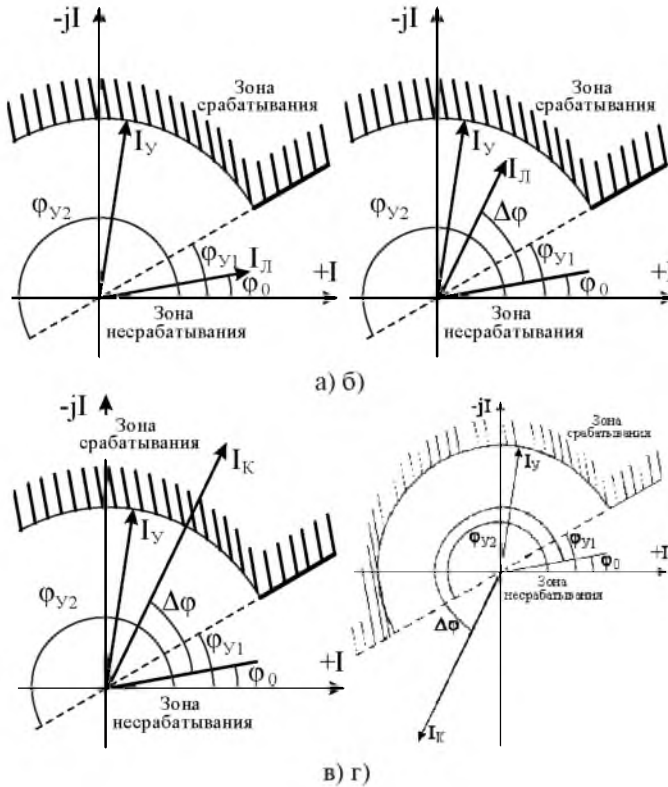 -jI
Зона
срабатывания
I_У
φ_У2
φ_У1
I_Л
+I
φ_0
Зона
несрабатывания
-jI
Зона
срабатывания
I_У
I_Л
φ_У2
Δφ
φ_У1
+I
φ_0
Зона
несрабатывания
а) б)
-jI
Зона
срабатывания
I_К
I_У
φ_У2
Δφ
φ_У1
+I
φ_0
Зона
несрабатывания
-jI
Зона
срабатывания
I_У
φ_У2
φ_У1
+I
φ_0
Зона
несрабатывания
Δφ
I_К
в) г)